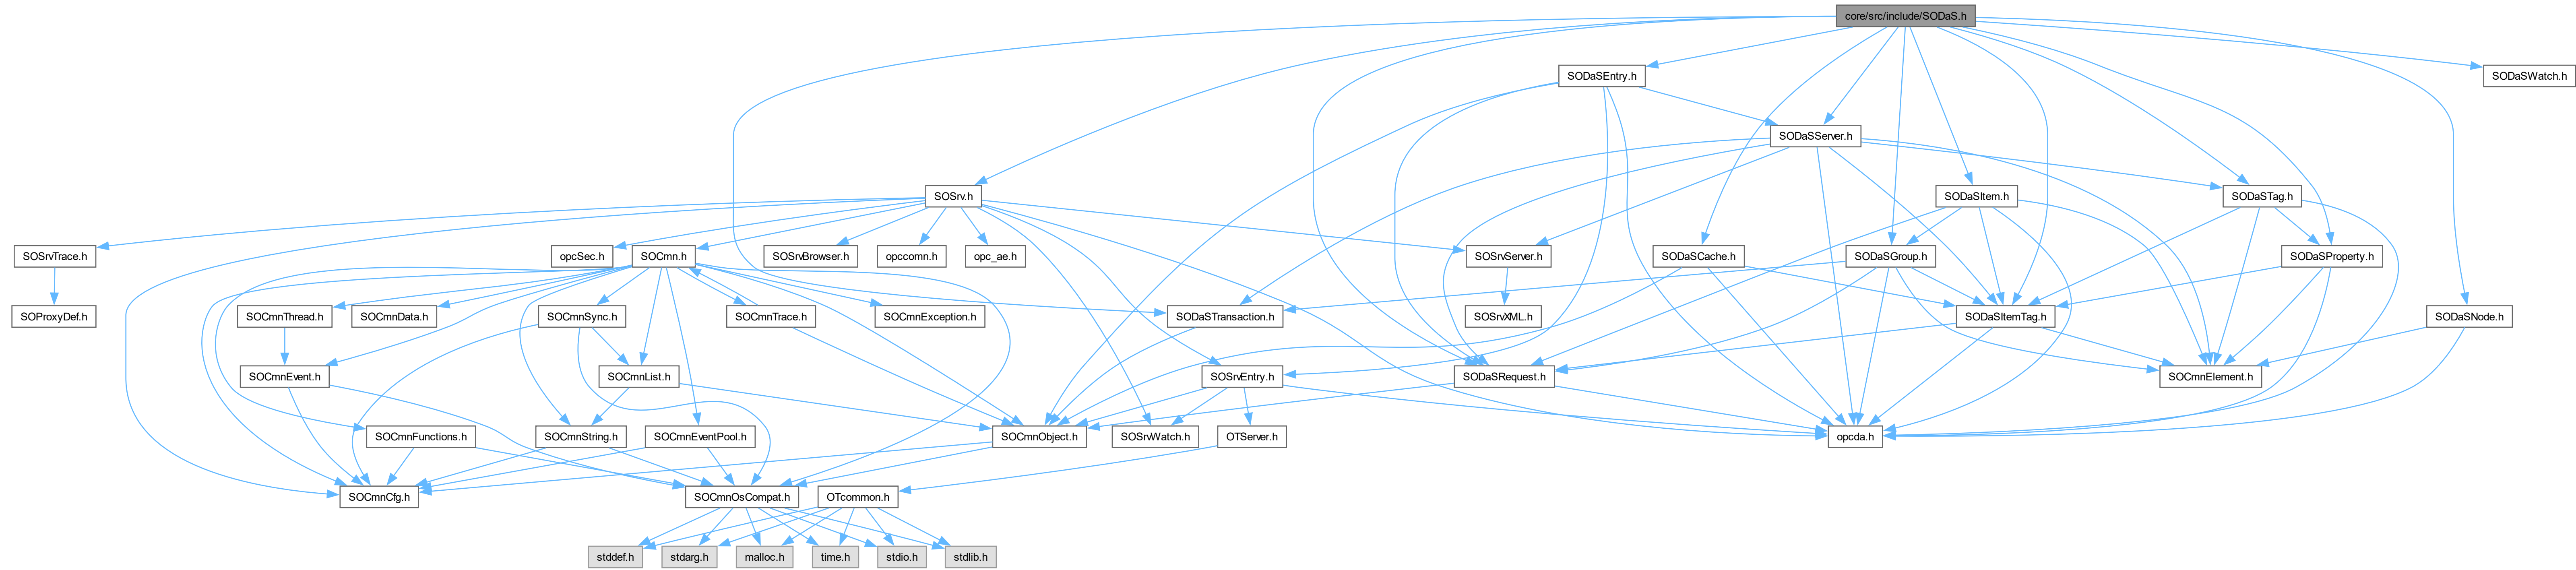 core/src/include/SODaS.h
SODaSEntry.h
SODaSWatch.h
SODaSServer.h
SOSrv.h
SODaSItem.h
SODaSTag.h
SOSrvTrace.h
opcSec.h
SOCmn.h
SOSrvBrowser.h
opccomn.h
opc_ae.h
SOSrvServer.h
SODaSCache.h
SODaSGroup.h
SODaSProperty.h
SOProxyDef.h
SOCmnThread.h
SOCmnData.h
SOCmnSync.h
SOCmnTrace.h
SOCmnException.h
SODaSTransaction.h
SOSrvXML.h
SODaSItemTag.h
SODaSNode.h
SOCmnEvent.h
SOCmnList.h
SOSrvEntry.h
SODaSRequest.h
SOCmnElement.h
SOCmnFunctions.h
SOCmnString.h
SOCmnEventPool.h
SOCmnObject.h
SOSrvWatch.h
OTServer.h
opcda.h
SOCmnCfg.h
SOCmnOsCompat.h
OTcommon.h
stddef.h
stdarg.h
malloc.h
time.h
stdio.h
stdlib.h